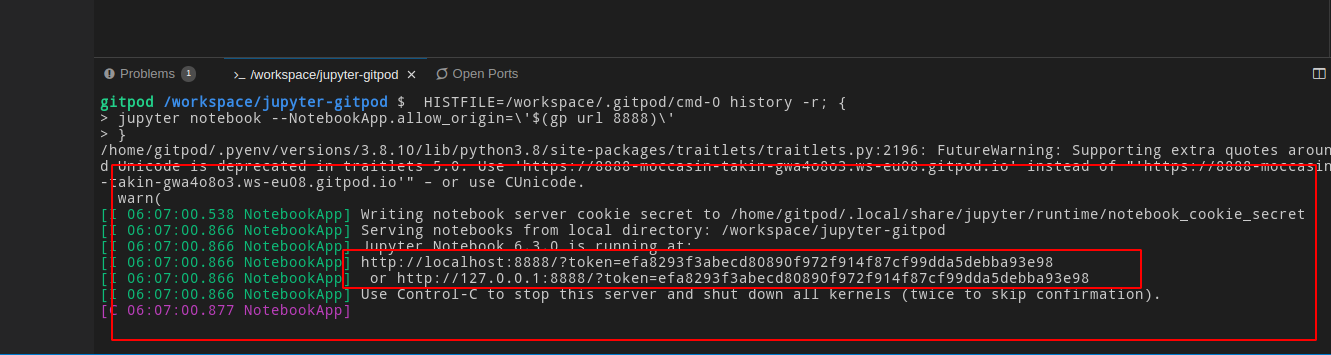 Problems 1 >_ /workspace/jupyter-gitpod × Open Ports
gitpod /workspace/jupyter-gitpod $  HISTFILE=/workspace/.gitpod/cmd-0 history -r; {
> jupyter notebook --NotebookApp.allow_origin=\'$(gp url 8888)\'
> }
/home/gitpod/.pyenv/versions/3.8.10/lib/python3.8/site-packages/traitlets/traitlets.py:2196: FutureWarning: Supporting extra quotes aroun
d Unicode is deprecated in traitlets 5.0. Use 'https://8888-moccasin-takin-gwa4o8o3.ws-eu08.gitpod.io' instead of "'https://8888-moccasin
-takin-gwa4o8o3.ws-eu08.gitpod.io'" – or use CUnicode.
  warn(
[I 06:07:00.538 NotebookApp] Writing notebook server cookie secret to /home/gitpod/.local/share/jupyter/runtime/notebook_cookie_secret
[I 06:07:00.866 NotebookApp] Serving notebooks from local directory: /workspace/jupyter-gitpod
[I 06:07:00.866 NotebookApp] Jupyter Notebook 6.3.0 is running at:
[I 06:07:00.866 NotebookApp] http://localhost:8888/?token=efa8293f3abecd80890f972f914f87cf99dda5debba93e98
[I 06:07:00.866 NotebookApp]  or http://127.0.0.1:8888/?token=efa8293f3abecd80890f972f914f87cf99dda5debba93e98
[I 06:07:00.866 NotebookApp] Use Control-C to stop this server and shut down all kernels (twice to skip confirmation).
[C 06:07:00.877 NotebookApp]